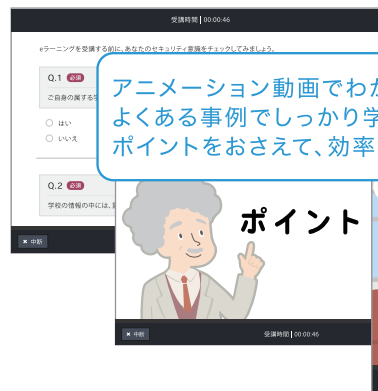 受講時間 00:00:46
eラーニングを受講する前に、あなたのセキュリティ意識をチェックしてみましょう。
Q.1 必須
ご自身の属する学
はい
いいえ
アニメーション動画でわか
よくある事例でしっかり学
ポイントをおさえて、効率
Q.2 必須
学校の情報の中には、
ポイント
× 中断
× 中断
受講時間 00:00:46